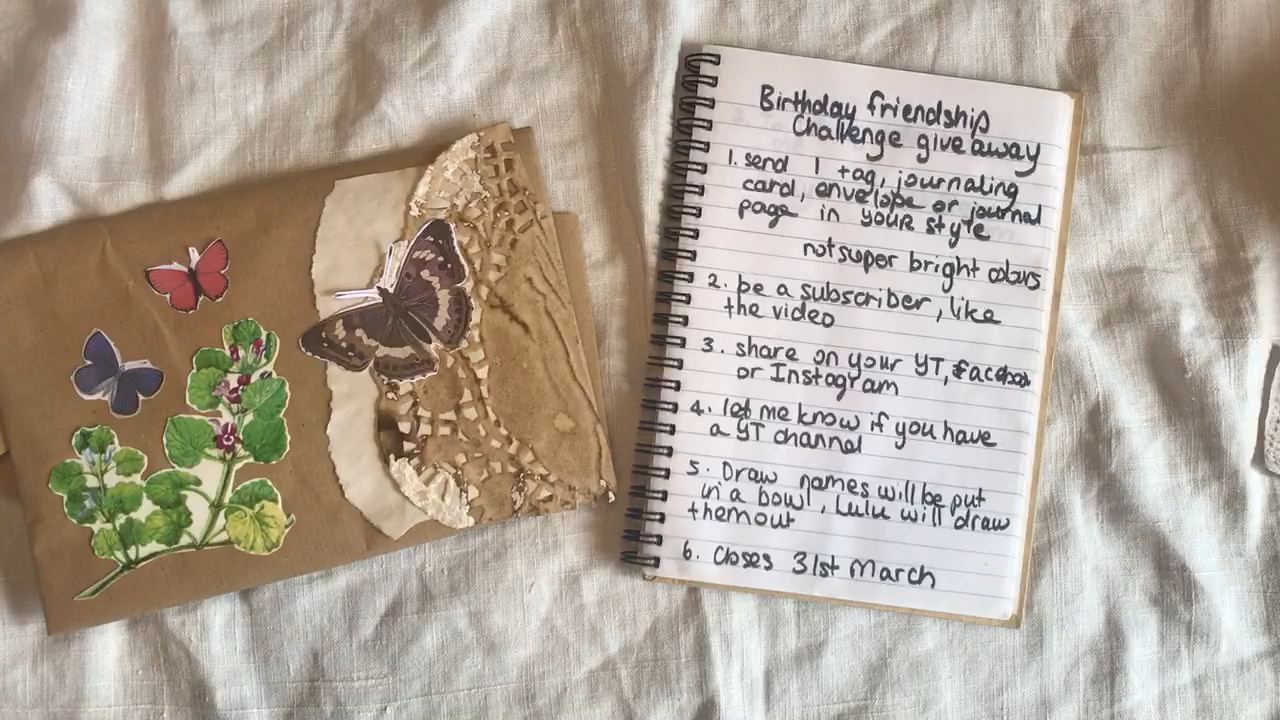 Birthday friendship
Challenge give away
1. send 1 tag, journaling
card, envelope or journal
page in your style
not super bright colours
2. be a subscriber, like
the video
3. share on your YT, facebook
or Instagram
4. let me know if you have
a YT channel
5. Draw names will be put
in a bowl, Lulu will draw
them out
6. Closes 31st March